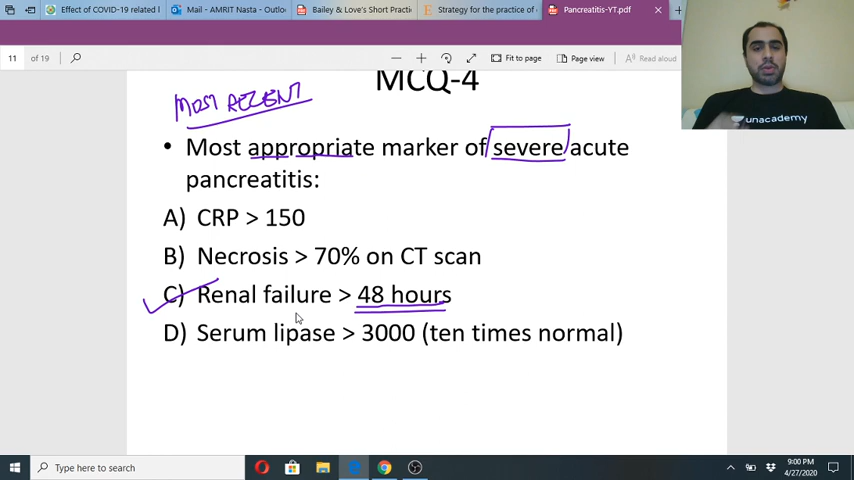 Effect of COVID-19 related l
Mail - AMRIT Nasta - Outlo
Bailey & Love's Short Practi
Strategy for the practice of
Pancreatitis-YT.pdf
11 of 19
Fit to page
Page view
Read aloud
unacademy
MCQ-4
MOST RECENT
• Most appropriate marker of severe acute
pancreatitis:
A) CRP > 150
B) Necrosis > 70% on CT scan
C) Renal failure > 48 hours
D) Serum lipase > 3000 (ten times normal)
Type here to search
9:00 PM
4/27/2020